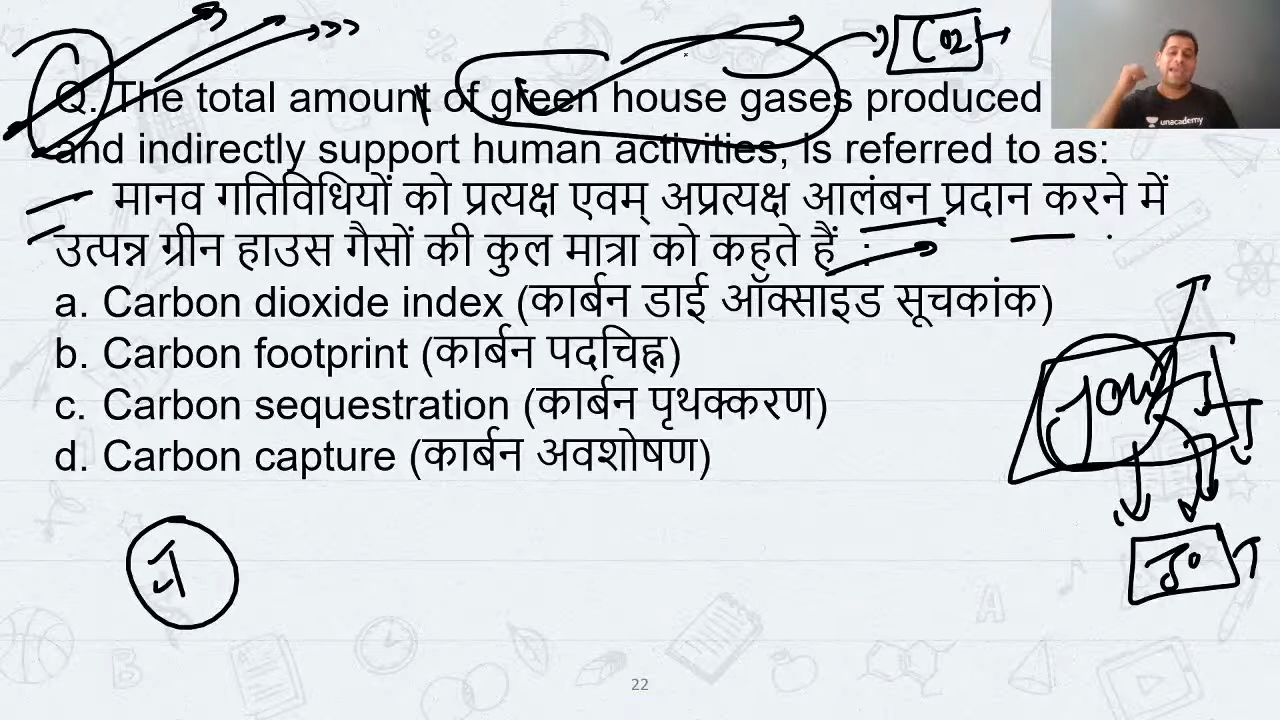 Q. The total amount of green house gases produced
and indirectly support human activities, is referred to as:
मानव गतिविधियों को प्रत्यक्ष एवम् अप्रत्यक्ष आलंबन प्रदान करने में
उत्पन्न ग्रीन हाउस गैसों की कुल मात्रा को कहते हैं :
a. Carbon dioxide index (कार्बन डाई ऑक्साइड सूचकांक)
b. Carbon footprint (कार्बन पदचिह्न)
c. Carbon sequestration (कार्बन पृथक्करण)
d. Carbon capture (कार्बन अवशोषण)
CO2
unacademy
22